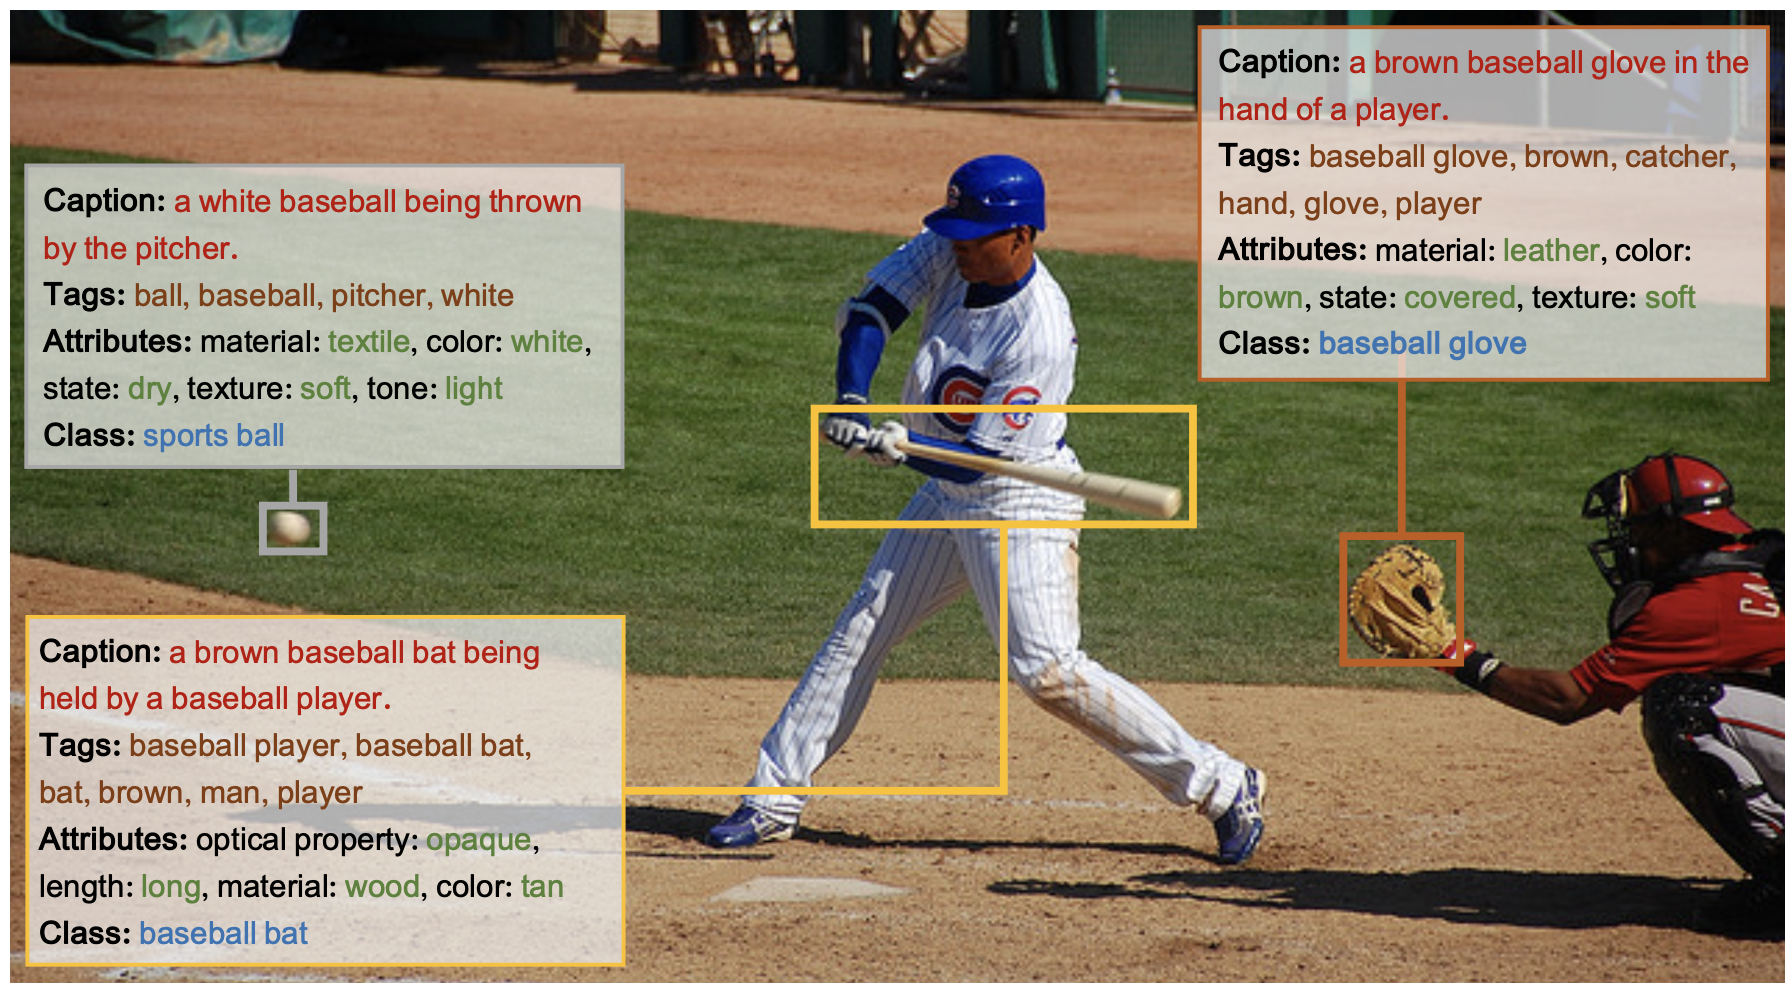 Caption: a white baseball being thrown
by the pitcher.
Tags: ball, baseball, pitcher, white
Attributes: material: textile, color: white,
state: dry, texture: soft, tone: light
Class: sports ball
Caption: a brown baseball glove in the
hand of a player.
Tags: baseball glove, brown, catcher,
hand, glove, player
Attributes: material: leather, color:
brown, state: covered, texture: soft
Class: baseball glove
Caption: a brown baseball bat being
held by a baseball player.
Tags: baseball player, baseball bat,
bat, brown, man, player
Attributes: optical property: opaque,
length: long, material: wood, color: tan
Class: baseball bat